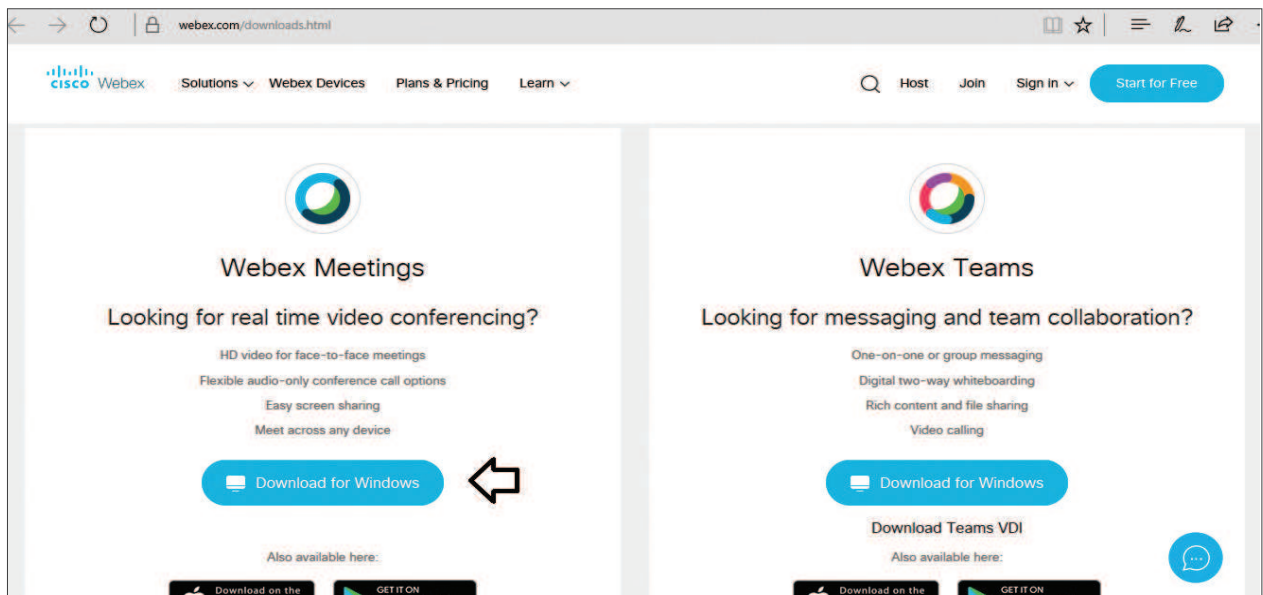 webex.com/downloads.html
CISCO Webex Solutions Webex Devices Plans & Pricing Learn Host Join Sign in Start for Free
Webex Meetings
Looking for real time video conferencing?
HD video for face-to-face meetings
Flexible audio-only conference call options
Easy screen sharing
Meet across any device
Download for Windows
Also available here:
Download on the
GET IT ON
Webex Teams
Looking for messaging and team collaboration?
One-on-one or group messaging
Digital two-way whiteboarding
Rich content and file sharing
Video calling
Download for Windows
Download Teams VDI
Also available here:
Download on the
GET IT ON